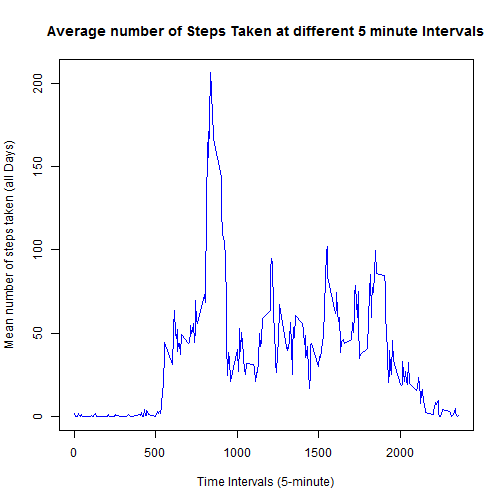 Average number of Steps Taken at different 5 minute Intervals
Mean number of steps taken (all Days)
200
150
100
50
0
0 500 1000 1500 2000
Time Intervals (5-minute)